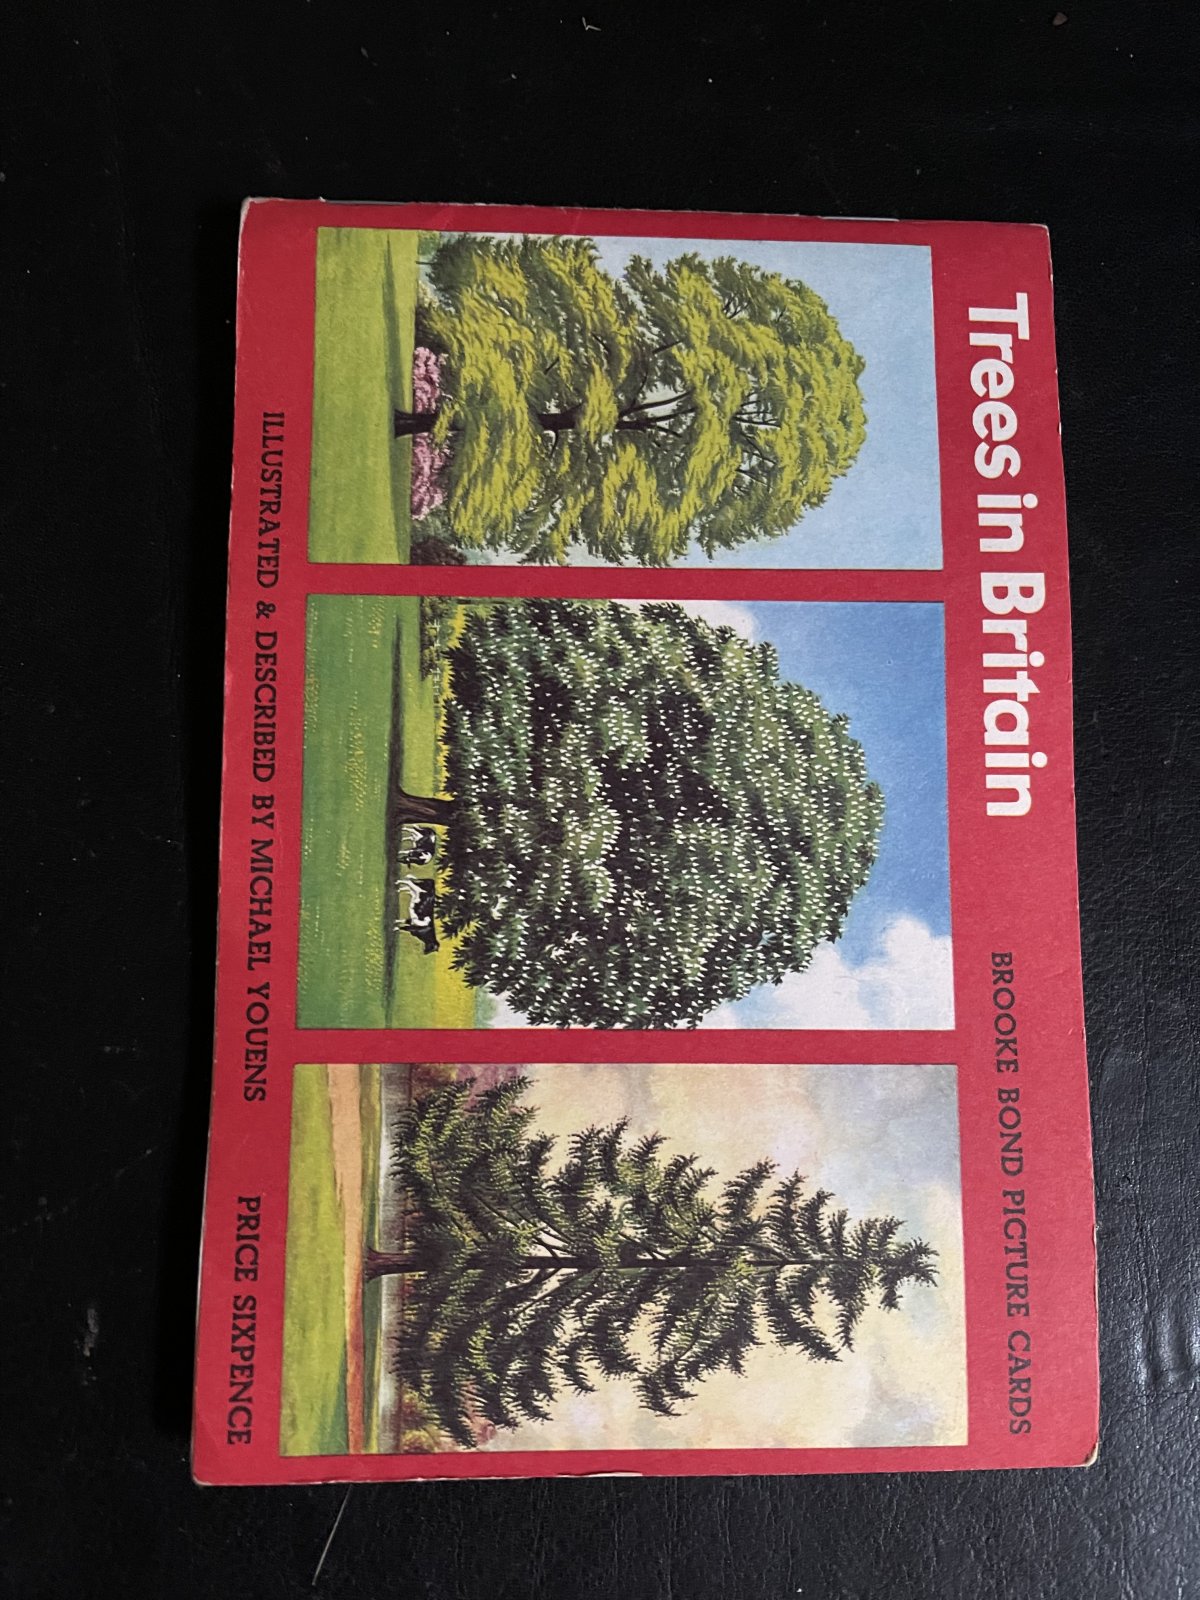 Trees in Britain
BROOKE BOND PICTURE CARDS
ILLUSTRATED & DESCRIBED BY MICHAEL YOUENS
PRICE SIXPENCE